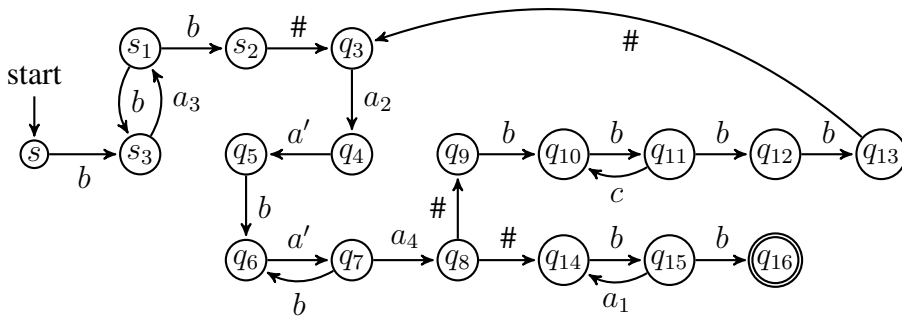 s₁ b s₂ # q₃ #
start b a₃ a₂
s b s₃ q₅ a′ q₄ q₉ b q₁₀ b q₁₁ b q₁₂ b q₁₃
b # c
q₆ a′ q₇ a₄ q₈ # q₁₄ b q₁₅ b q₁₆
b a₁